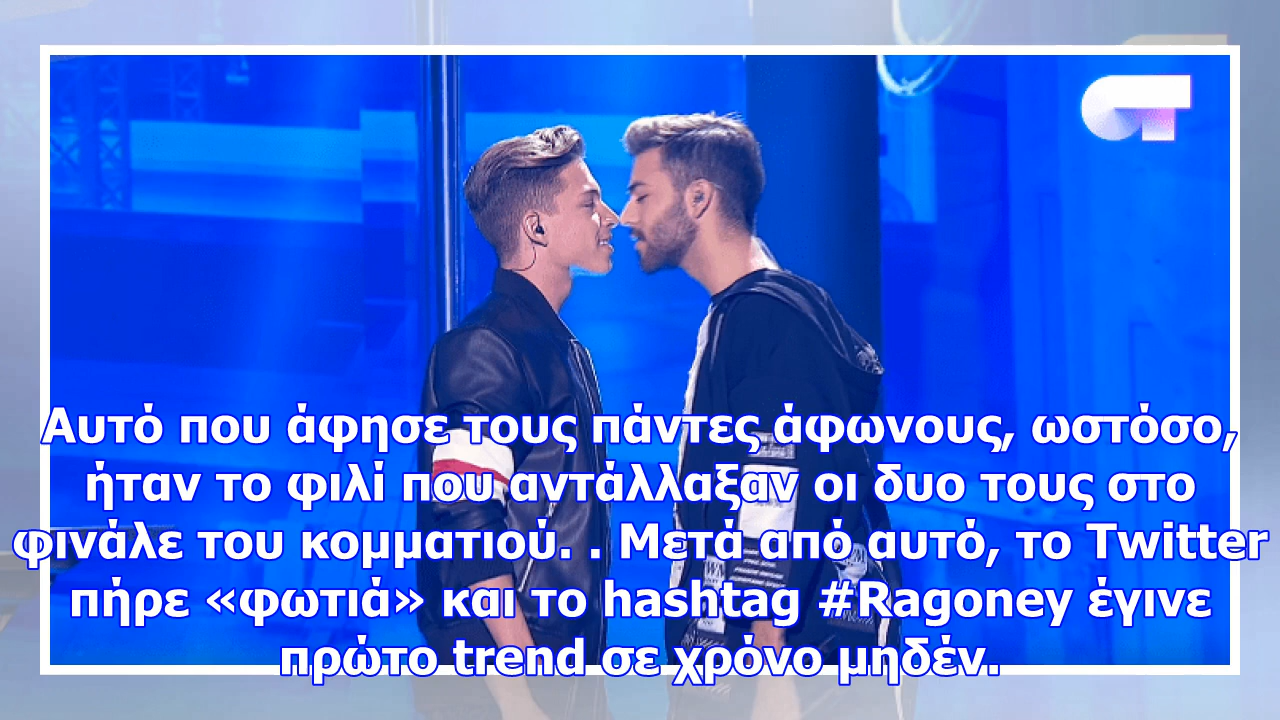 OT
Αυτό που άφησε τους πάντες άφωνους, ωστόσο,
ήταν το φιλί που αντάλλαξαν οι δυο τους στο
φινάλε του κομματιού. . Μετά από αυτό, το Twitter
πήρε «φωτιά» και το hashtag #Ragoney έγινε
πρώτο trend σε χρόνο μηδέν.